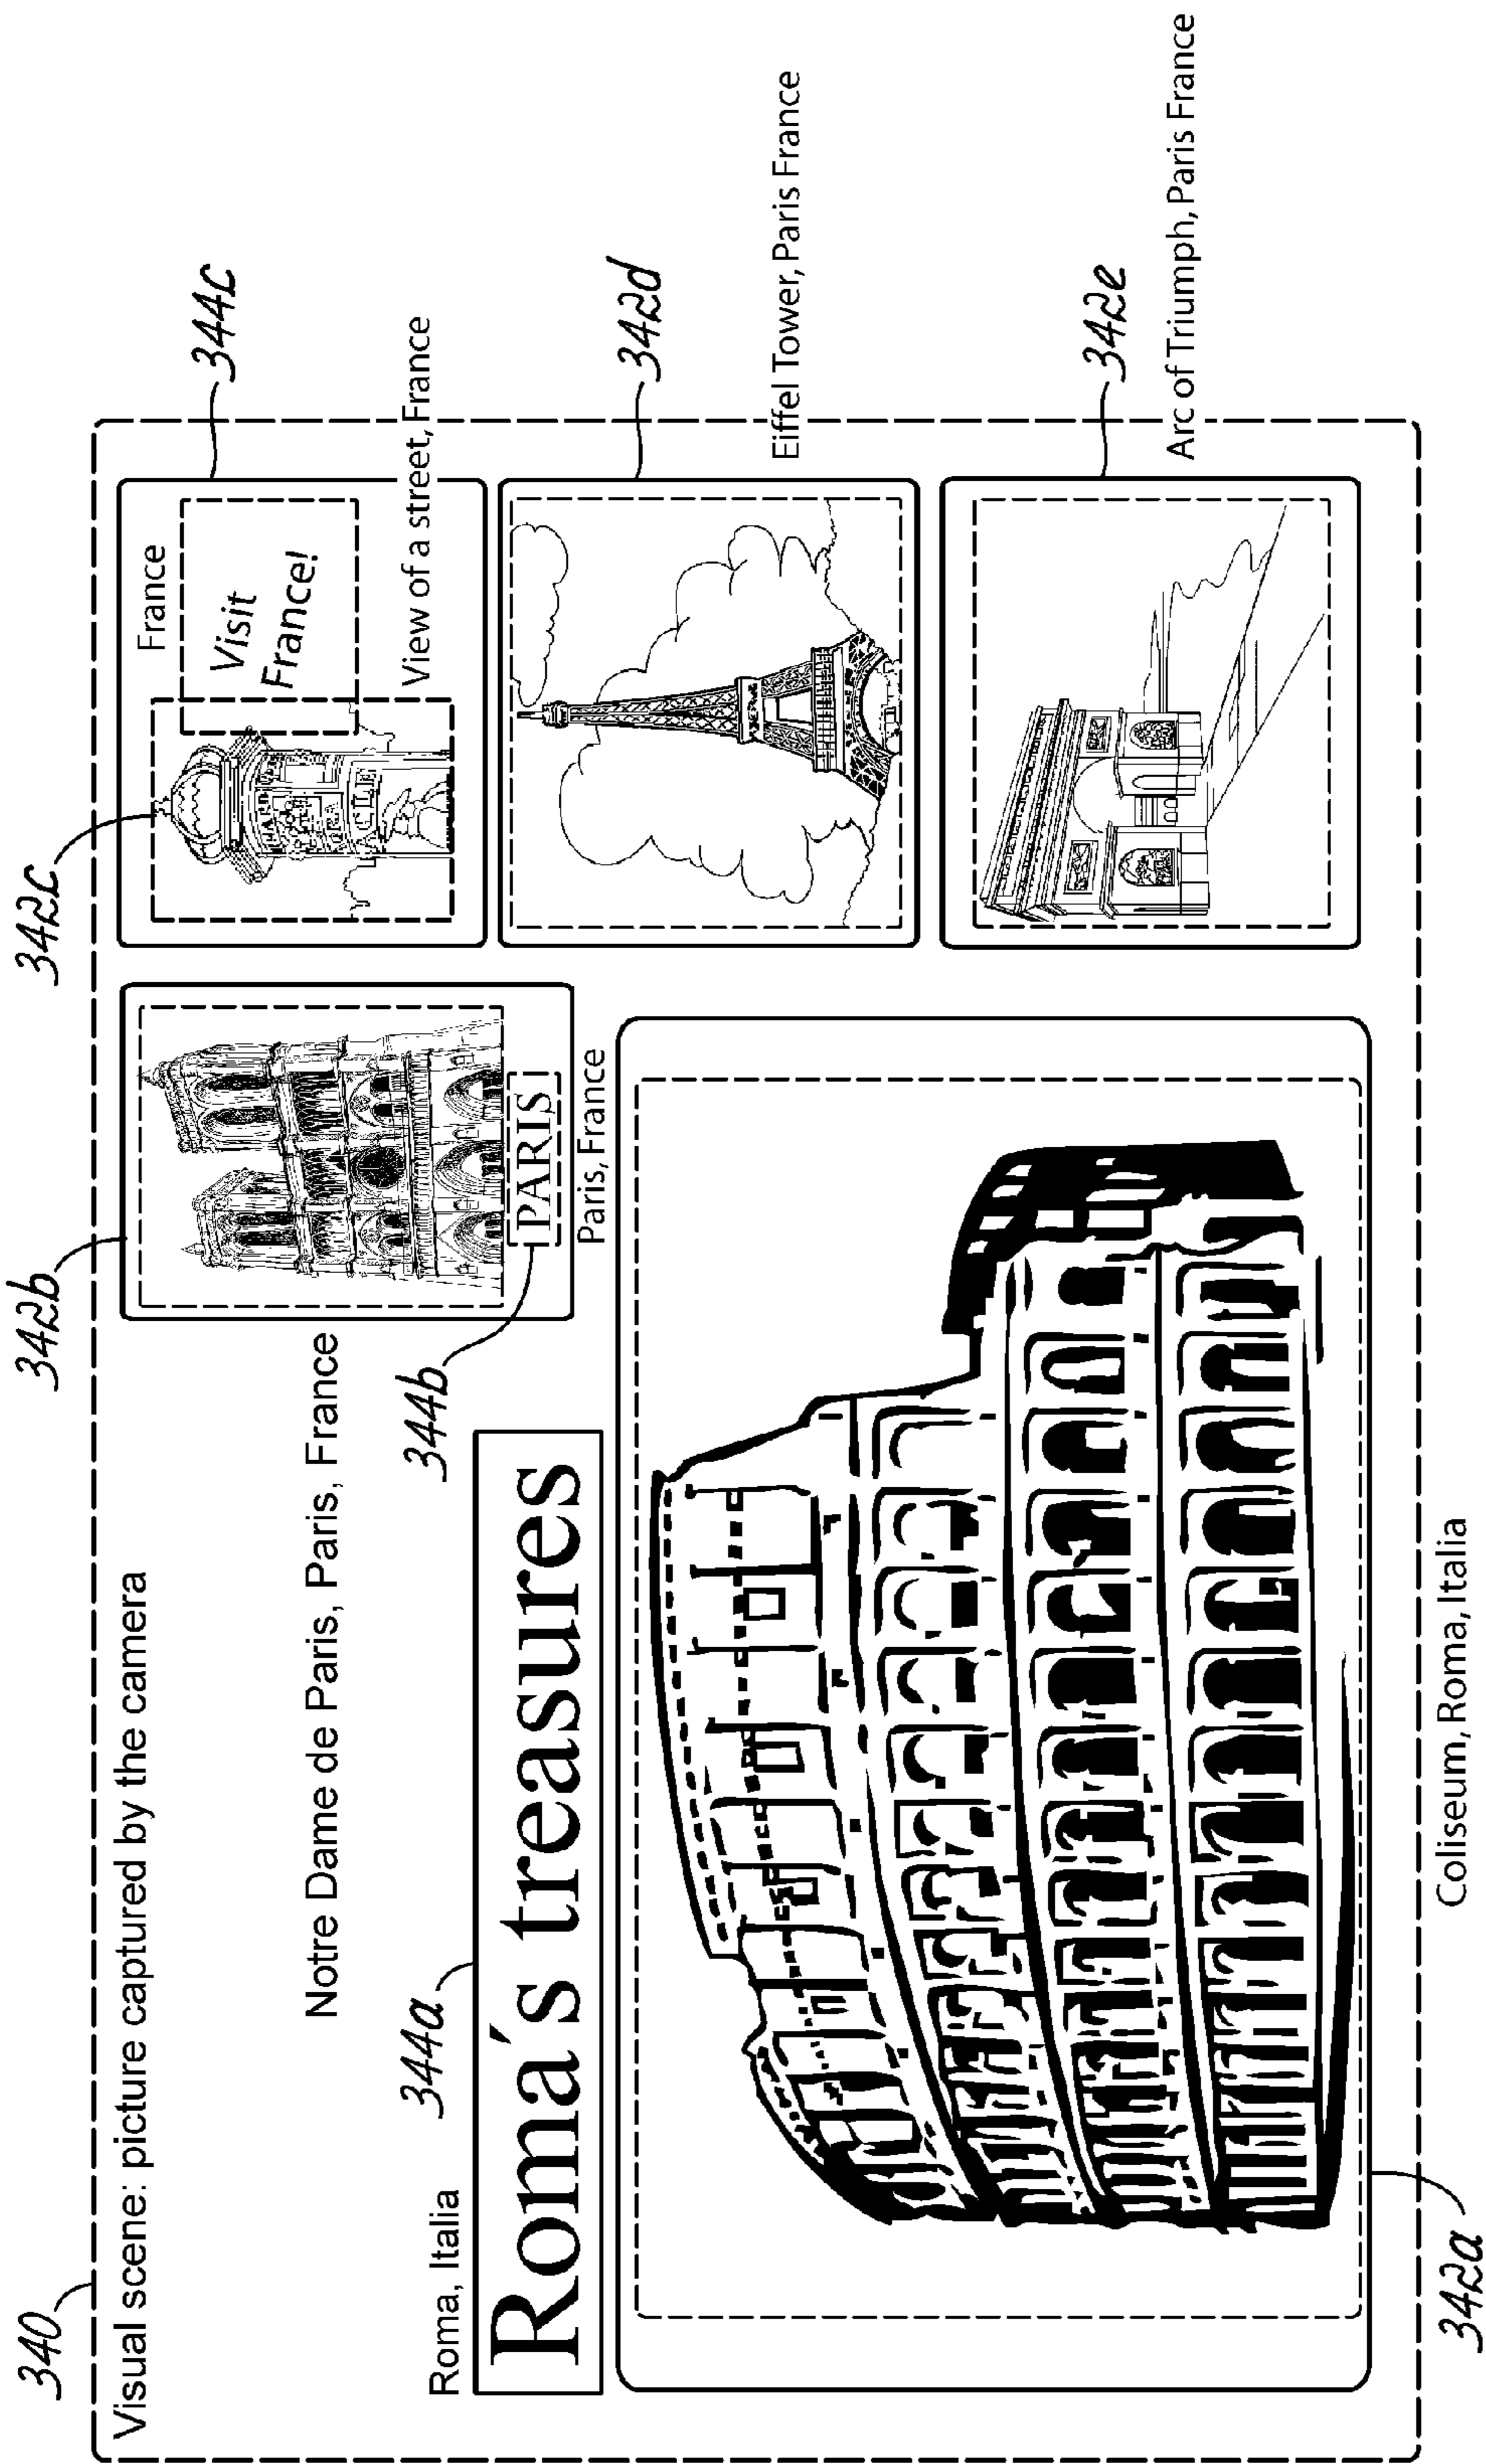 340
Visual scene: picture captured by the camera
342b
342c
Notre Dame de Paris, Paris, France
France
Visit
France!
344c
View of a street, France
344a
344b
Roma, Italia
Roma's treasures
PARIS
Paris, France
342d
Eiffel Tower, Paris France
342e
Arc of Triumph, Paris France
342a
Coliseum, Roma, Italia